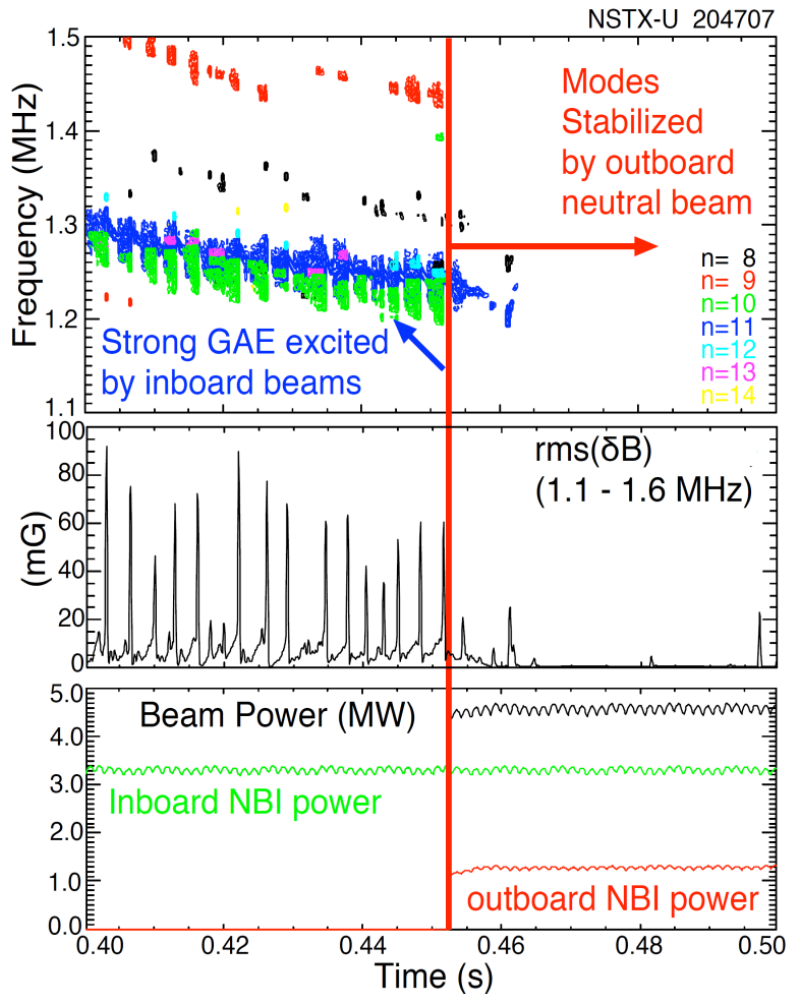 NSTX-U 204707
1.5
1.4
1.3
1.2
1.1
Frequency (MHz)
Modes
Stabilized
by outboard
neutral beam
n= 8
n= 9
n=10
n=11
n=12
n=13
n=14
Strong GAE excited
by inboard beams
100
80
60
40
20
0
(mG)
rms(δB)
(1.1 - 1.6 MHz)
5.0
4.0
3.0
2.0
1.0
0.0
Beam Power (MW)
Inboard NBI power
outboard NBI power
0.40
0.42
0.44
0.46
0.48
0.50
Time (s)